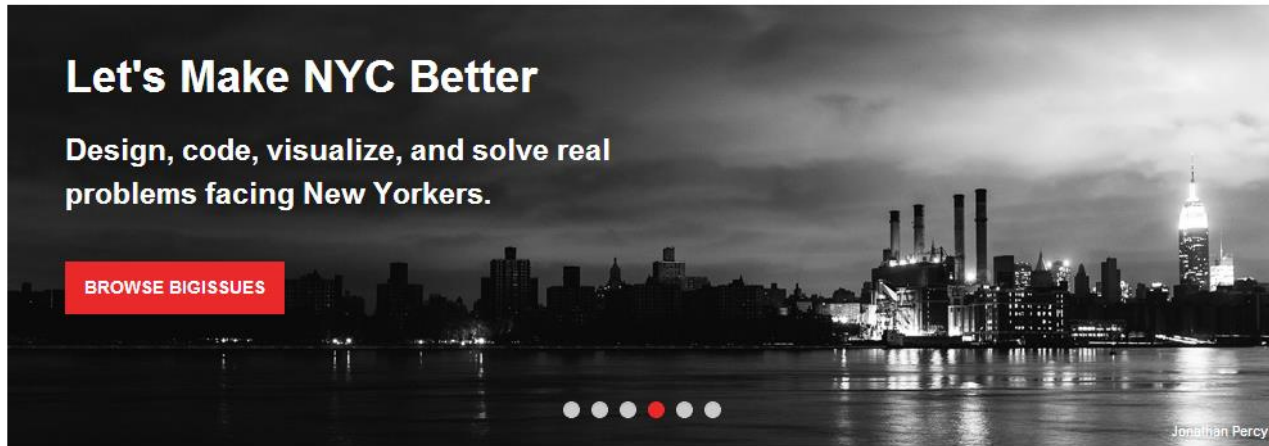 Let's Make NYC Better
Design, code, visualize, and solve real
problems facing New Yorkers.
BROWSE BIGISSUES
Jonathan Percy